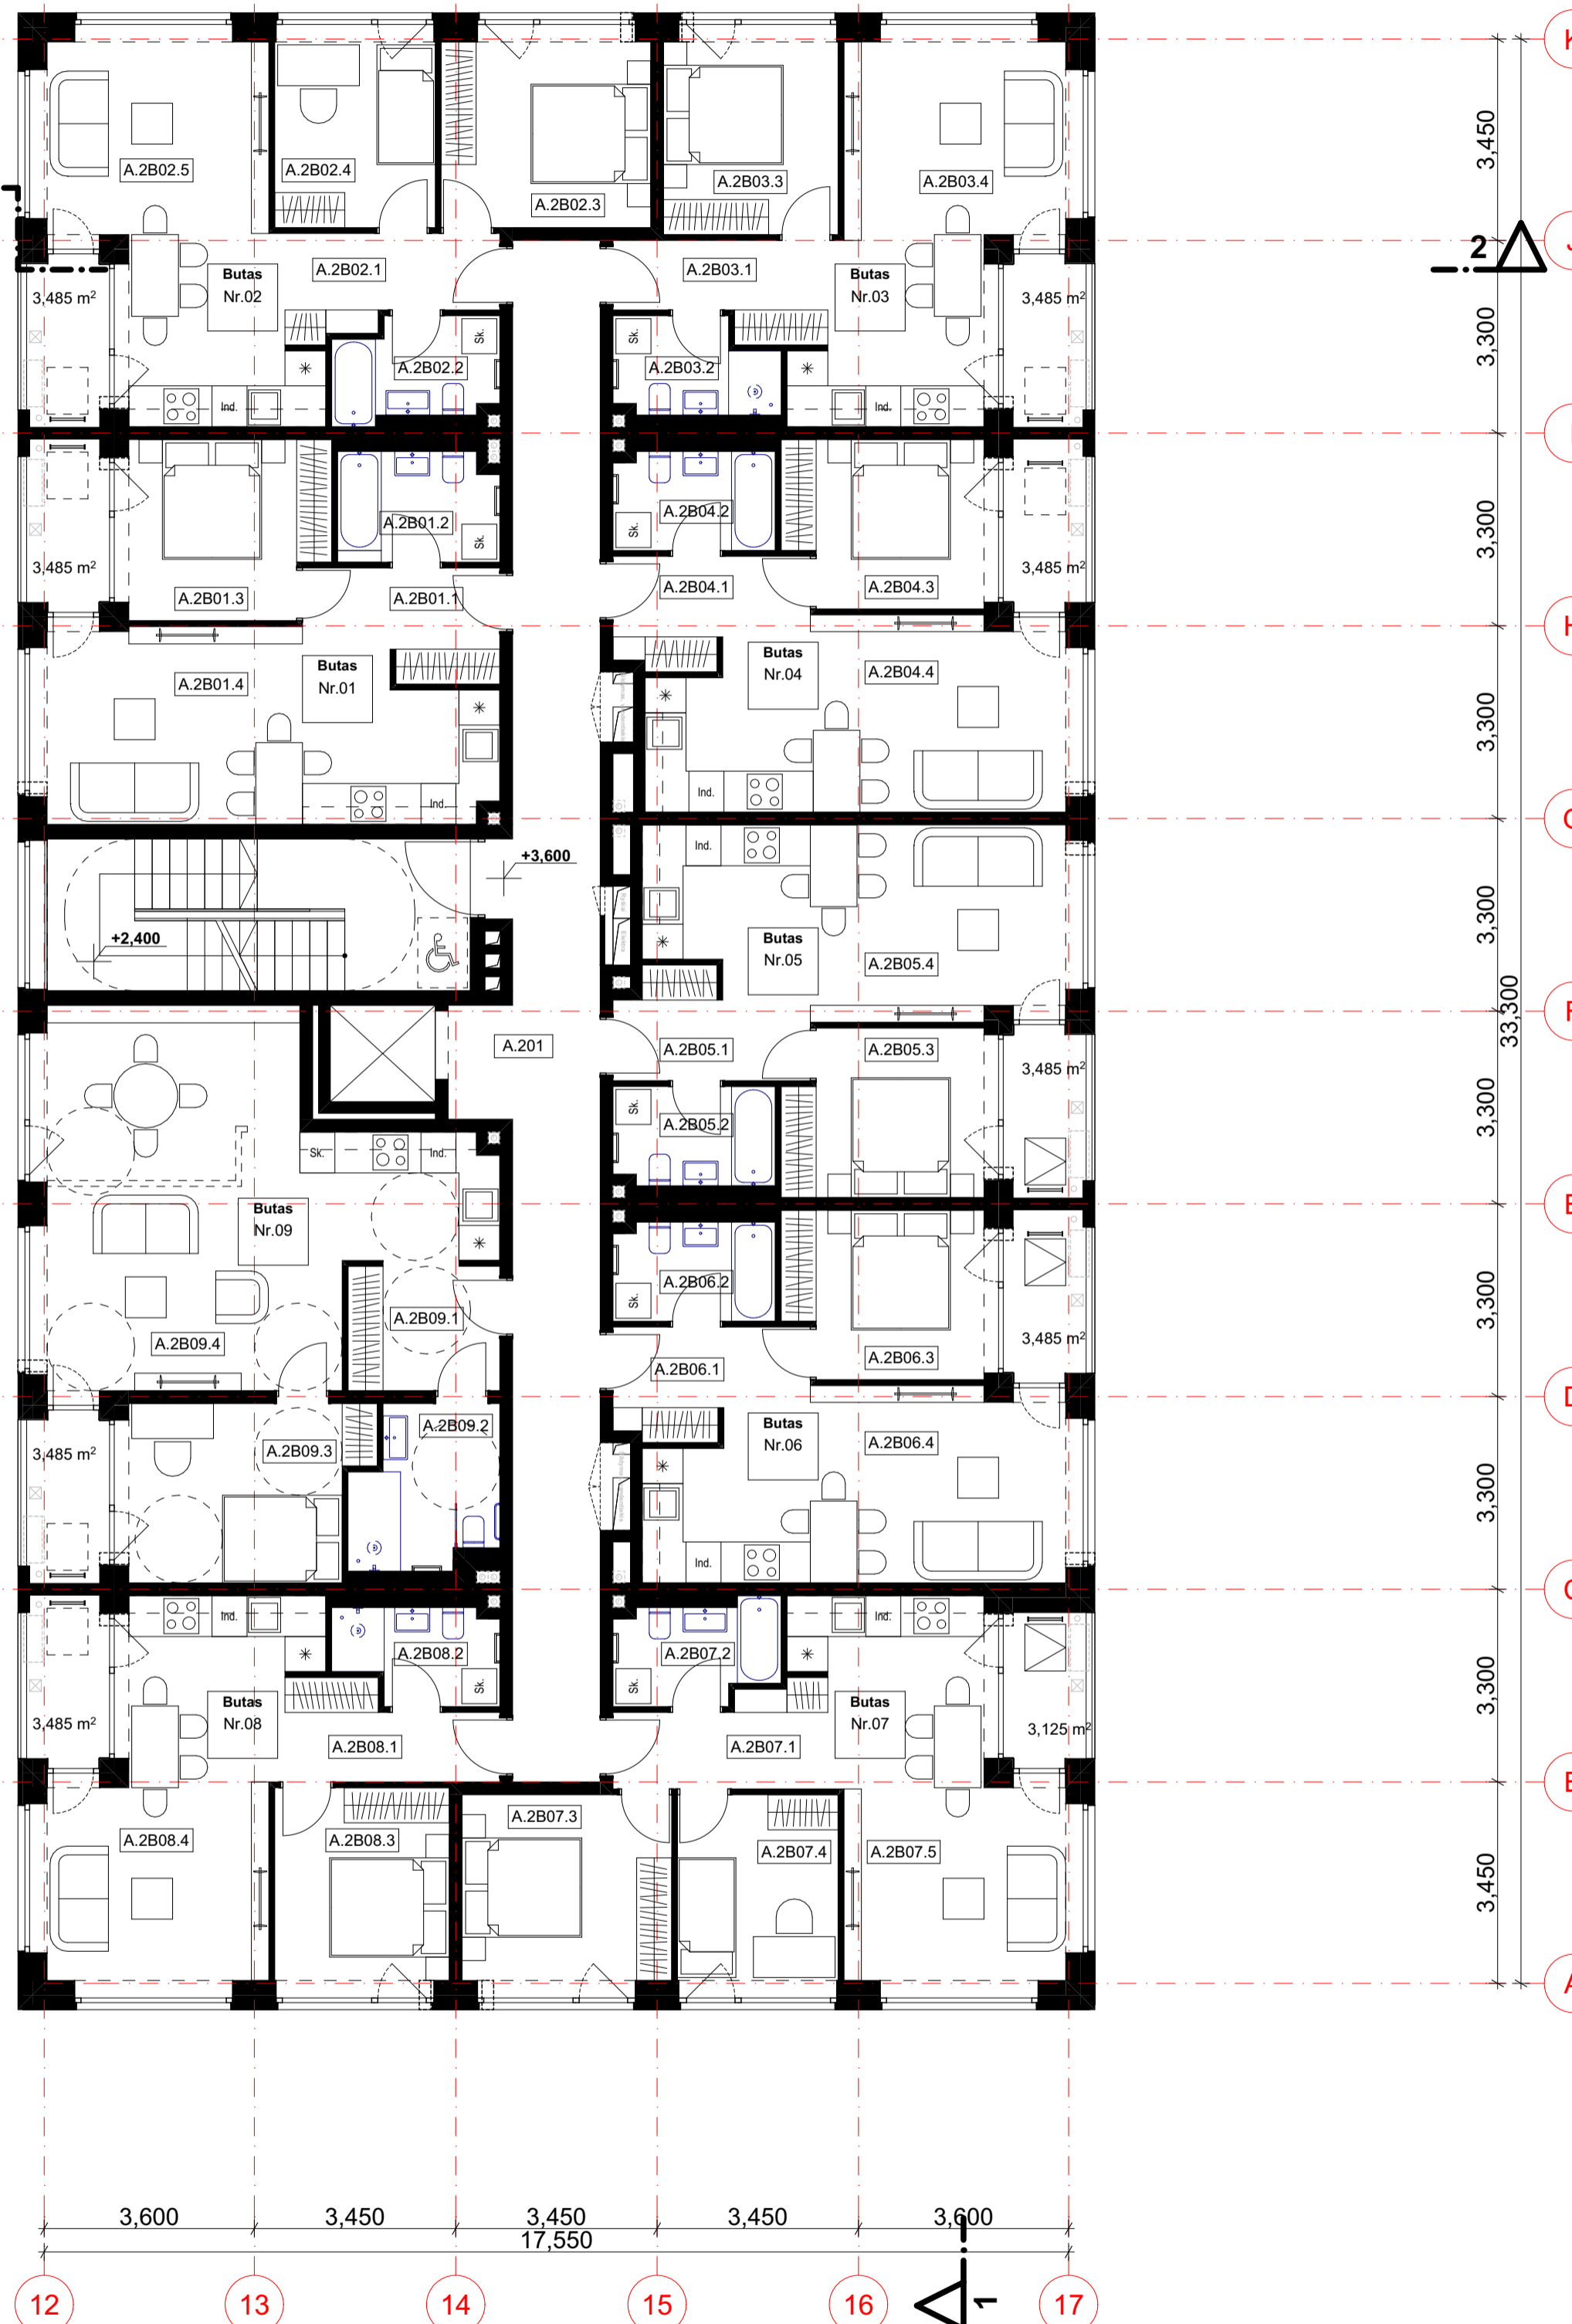 K
3,450
A.2B02.5
A.2B02.4
A.2B02.3
A.2B03.3
A.2B03.4
J
2
A.2B02.1
A.2B03.1
Butas
Nr.02
Butas
Nr.03
3,485 m²
3,485 m²
3,300
Sk.
Sk.
A.2B02.2
A.2B03.2
Ind.
Ind.
3,300
A.2B01.2
A.2B04.2
Sk.
Sk.
3,485 m²
3,485 m²
A.2B01.3
A.2B01.1
A.2B04.1
A.2B04.3
H
Butas
Nr.01
Butas
Nr.04
A.2B01.4
A.2B04.4
3,300
Ind.
Ind.
+3,600
Ind.
3,300
+2,400
Butas
Nr.05
A.2B05.4
33,300
F
A.201
A.2B05.1
A.2B05.3
3,485 m²
3,300
Sk.
A.2B05.2
Sk.
Ind.
E
Butas
Nr.09
A.2B06.2
Sk.
3,300
A.2B09.1
3,485 m²
A.2B09.4
A.2B06.1
A.2B06.3
D
A.2B09.2
Butas
Nr.06
A.2B06.4
3,485 m²
A.2B09.3
3,300
Ind.
C
Ind.
Ind.
A.2B08.2
A.2B07.2
Sk.
Sk.
3,300
Butas
Nr.08
Butas
Nr.07
3,485 m²
3,125 m²
A.2B08.1
A.2B07.1
A.2B07.3
A.2B08.4
A.2B08.3
A.2B07.4
A.2B07.5
3,450
A
3,600
3,450
3,450
3,450
3,600
17,550
12
13
14
15
16
1
17